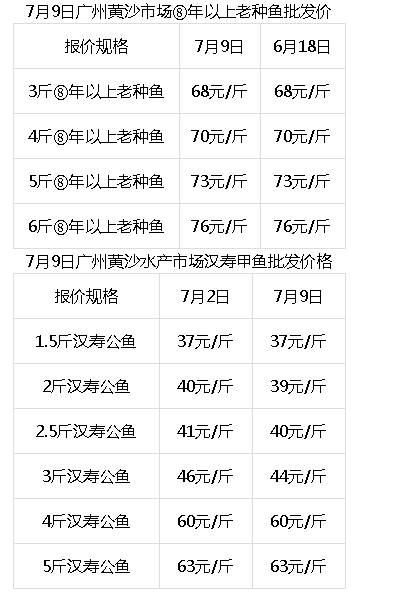 7月9日广州黄沙市场⑧年以上老种鱼批发价
报价规格 7月9日 6月18日
3斤⑧年以上老种鱼 68元/斤 68元/斤
4斤⑧年以上老种鱼 70元/斤 70元/斤
5斤⑧年以上老种鱼 73元/斤 73元/斤
6斤⑧年以上老种鱼 76元/斤 76元/斤
7月9日广州黄沙水产市场汉寿甲鱼批发价格
报价规格 7月2日 7月9日
1.5斤汉寿公鱼 37元/斤 37元/斤
2斤汉寿公鱼 40元/斤 39元/斤
2.5斤汉寿公鱼 41元/斤 40元/斤
3斤汉寿公鱼 46元/斤 44元/斤
4斤汉寿公鱼 60元/斤 60元/斤
5斤汉寿公鱼 63元/斤 63元/斤